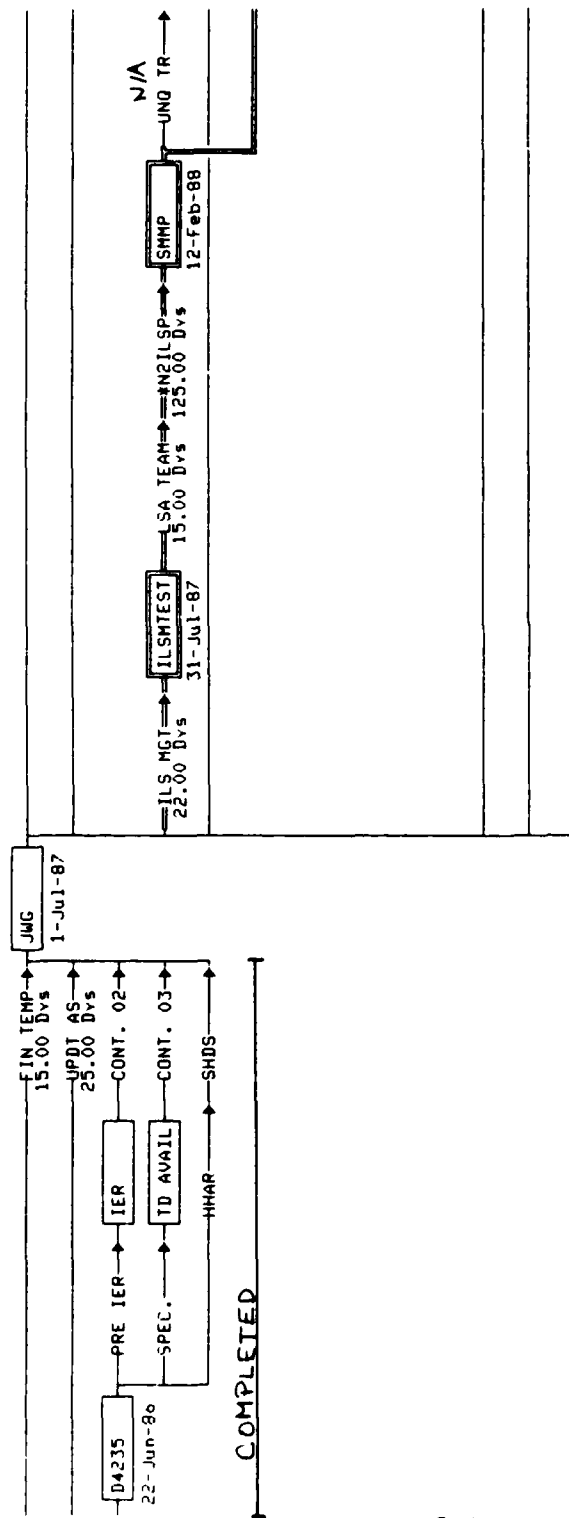 FIN TEMP
15.00 Dys
JWG
1-Jul-87
UPDT AS
25.00 Dys
D4235
22-Jun-86
PRE IER
IER
CONT. 02
SPEC.
TD AVAIL
CONT. 03
ILS MGT
22.00 Dys
ILSMTEST
31-Jul-87
LSA TEAM
15.00 Dys
*N2ILSP
125.00 Dys
SMMP
12-Feb-88
UNQ TR
N/A
HHAR
SHDS
COMPLETED